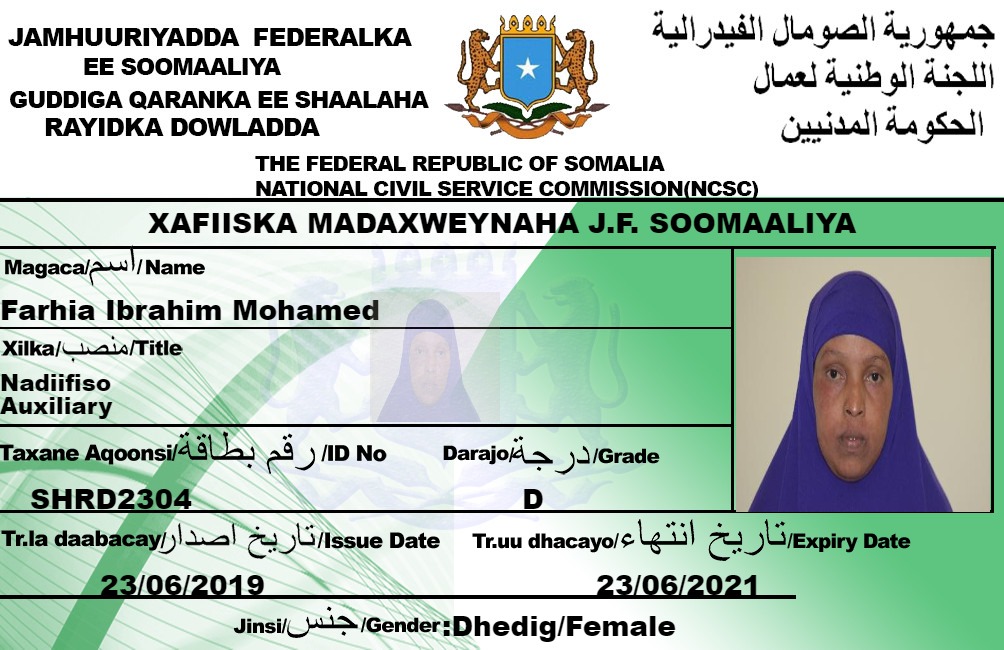 JAMHUURIYADDA FEDERALKA
EE SOOMAALIYA
GUDDIGA QARANKA EE SHAALAHA
RAYIDKA DOWLADDA
جمهورية الصومال الفيدرالية
اللجنة الوطنية لعمال
الحكومة المدنيين
THE FEDERAL REPUBLIC OF SOMALIA
NATIONAL CIVIL SERVICE COMMISSION(NCSC)
XAFIISKA MADAXWEYNAHA J.F. SOOMAALIYA
Magaca/اسم/Name
Farhia Ibrahim Mohamed
Xilka/منصب/Title
Nadiifiso
Auxiliary
Taxane Aqoonsi/رقم بطاقة/ID No
SHRD2304
Darajo/درجة/Grade
D
Tr.la daabacay/تاريخ اصدار/Issue Date
23/06/2019
Tr.uu dhacayo/تاريخ انتهاء/Expiry Date
23/06/2021
Jinsi/جنس/Gender:Dhedig/Female